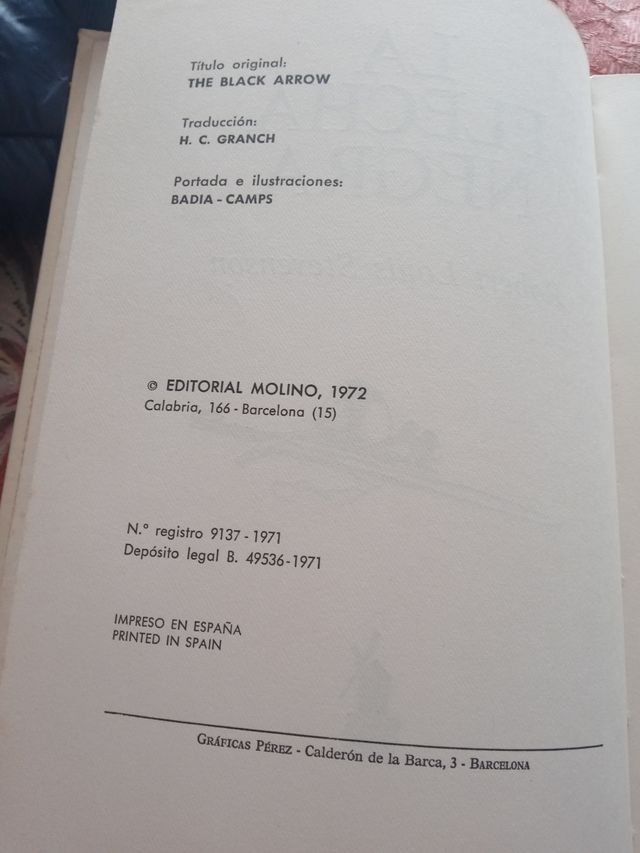 Título original:
THE BLACK ARROW
Traducción:
H. C. GRANCH
Portada e ilustraciones:
BADIA - CAMPS
© EDITORIAL MOLINO, 1972
Calabria, 166 - Barcelona (15)
N.° registro 9137 - 1971
Depósito legal B. 49536-1971
IMPRESO EN ESPAÑA
PRINTED IN SPAIN
GRÁFICAS PÉREZ - Calderón de la Barca, 3 - BARCELONA